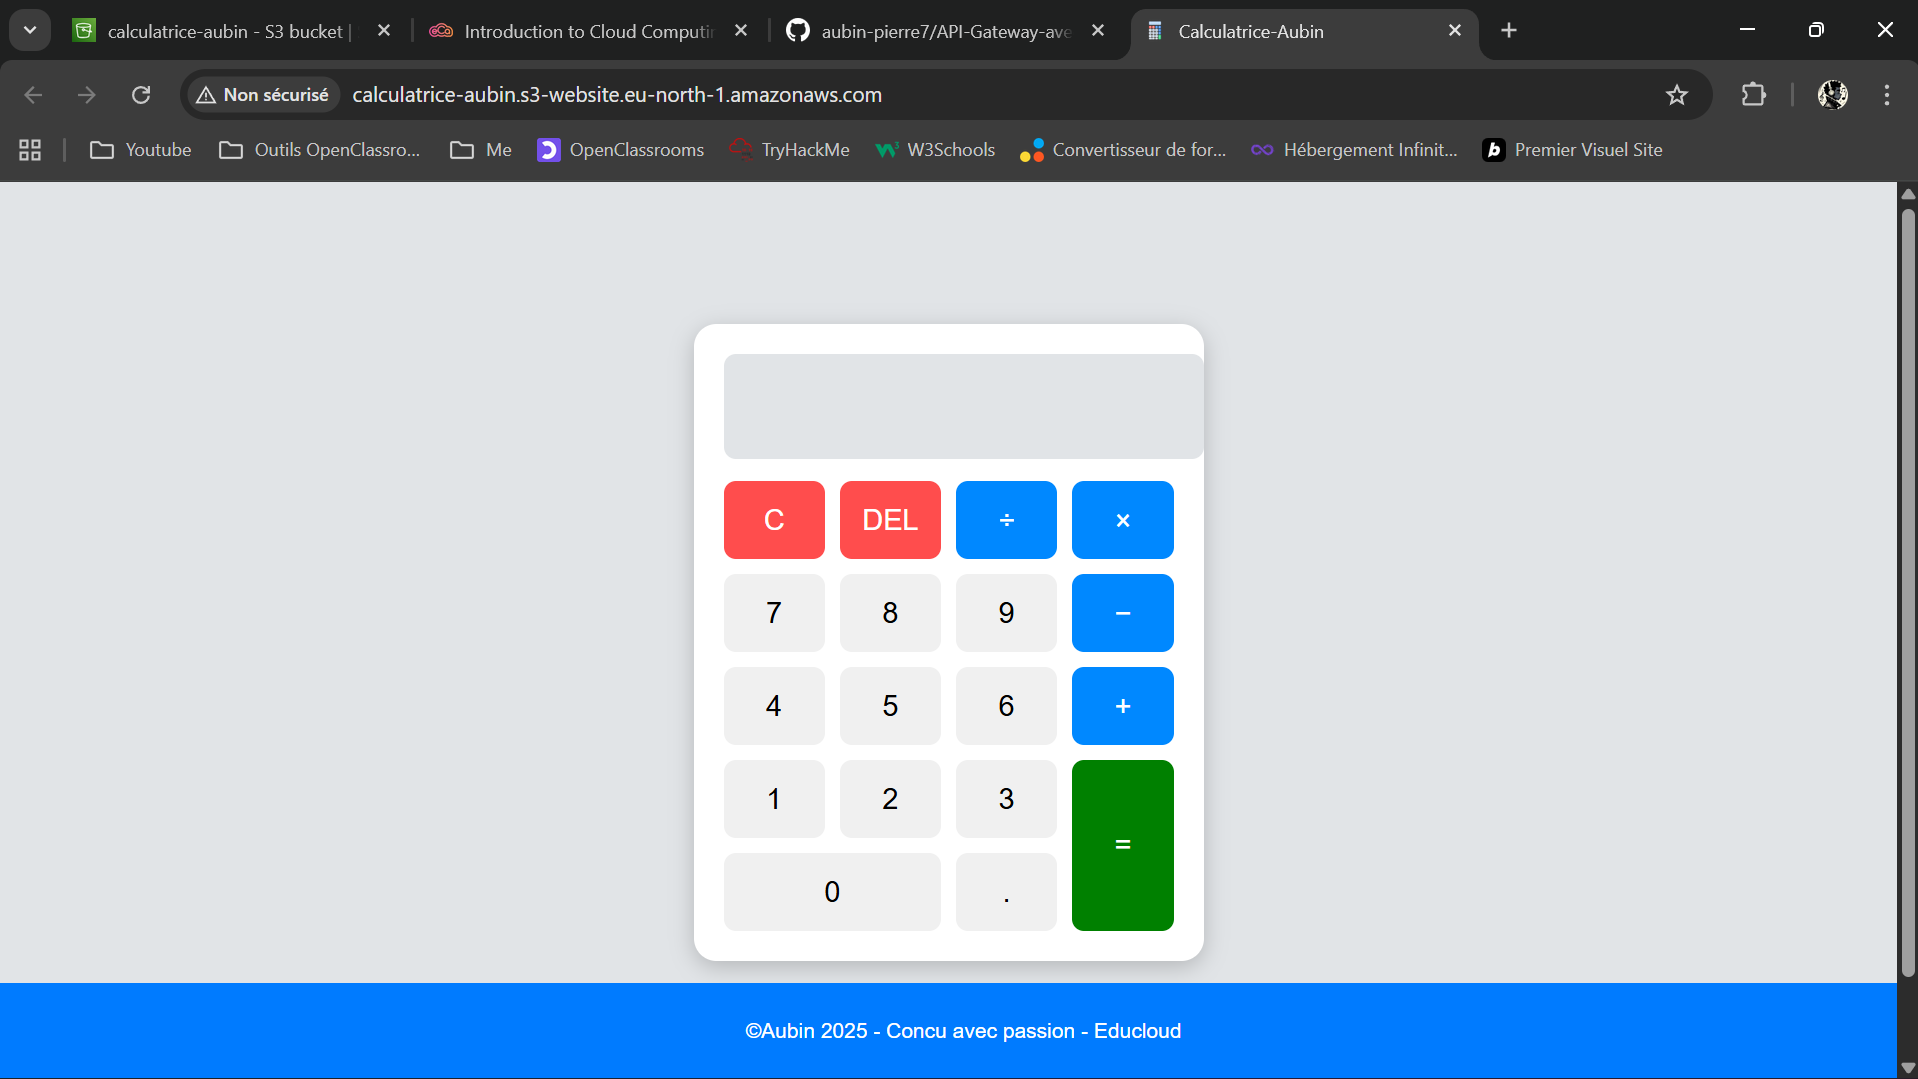 calculatrice-aubin - S3 bucket |
Introduction to Cloud Computin
aubin-pierre7/API-Gateway-ave
Calculatrice-Aubin
Non sécurisé
calculatrice-aubin.s3-website.eu-north-1.amazonaws.com
Youtube
Outils OpenClassro...
Me
OpenClassrooms
TryHackMe
W3Schools
Convertisseur de for...
Hébergement Infinit...
Premier Visuel Site
C DEL ÷ ×
7 8 9 −
4 5 6 +
1 2 3
=
0 .
©Aubin 2025 - Concu avec passion - Educloud